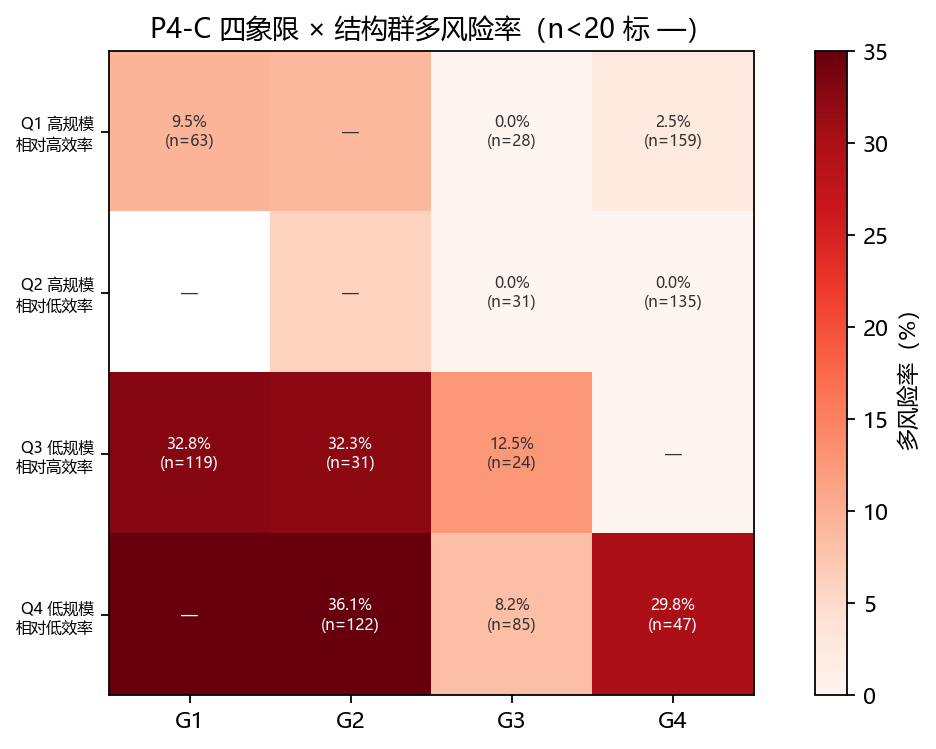 P4-C 四象限 × 结构群多风险率（n<20 标 —）
Q1 高规模
相对高效率
9.5%
(n=63)
—
0.0%
(n=28)
2.5%
(n=159)
Q2 高规模
相对低效率
—
—
0.0%
(n=31)
0.0%
(n=135)
Q3 低规模
相对高效率
32.8%
(n=119)
32.3%
(n=31)
12.5%
(n=24)
—
Q4 低规模
相对低效率
—
36.1%
(n=122)
8.2%
(n=85)
29.8%
(n=47)
G1
G2
G3
G4
35
30
25
20
15
10
5
0
多风险率（%）